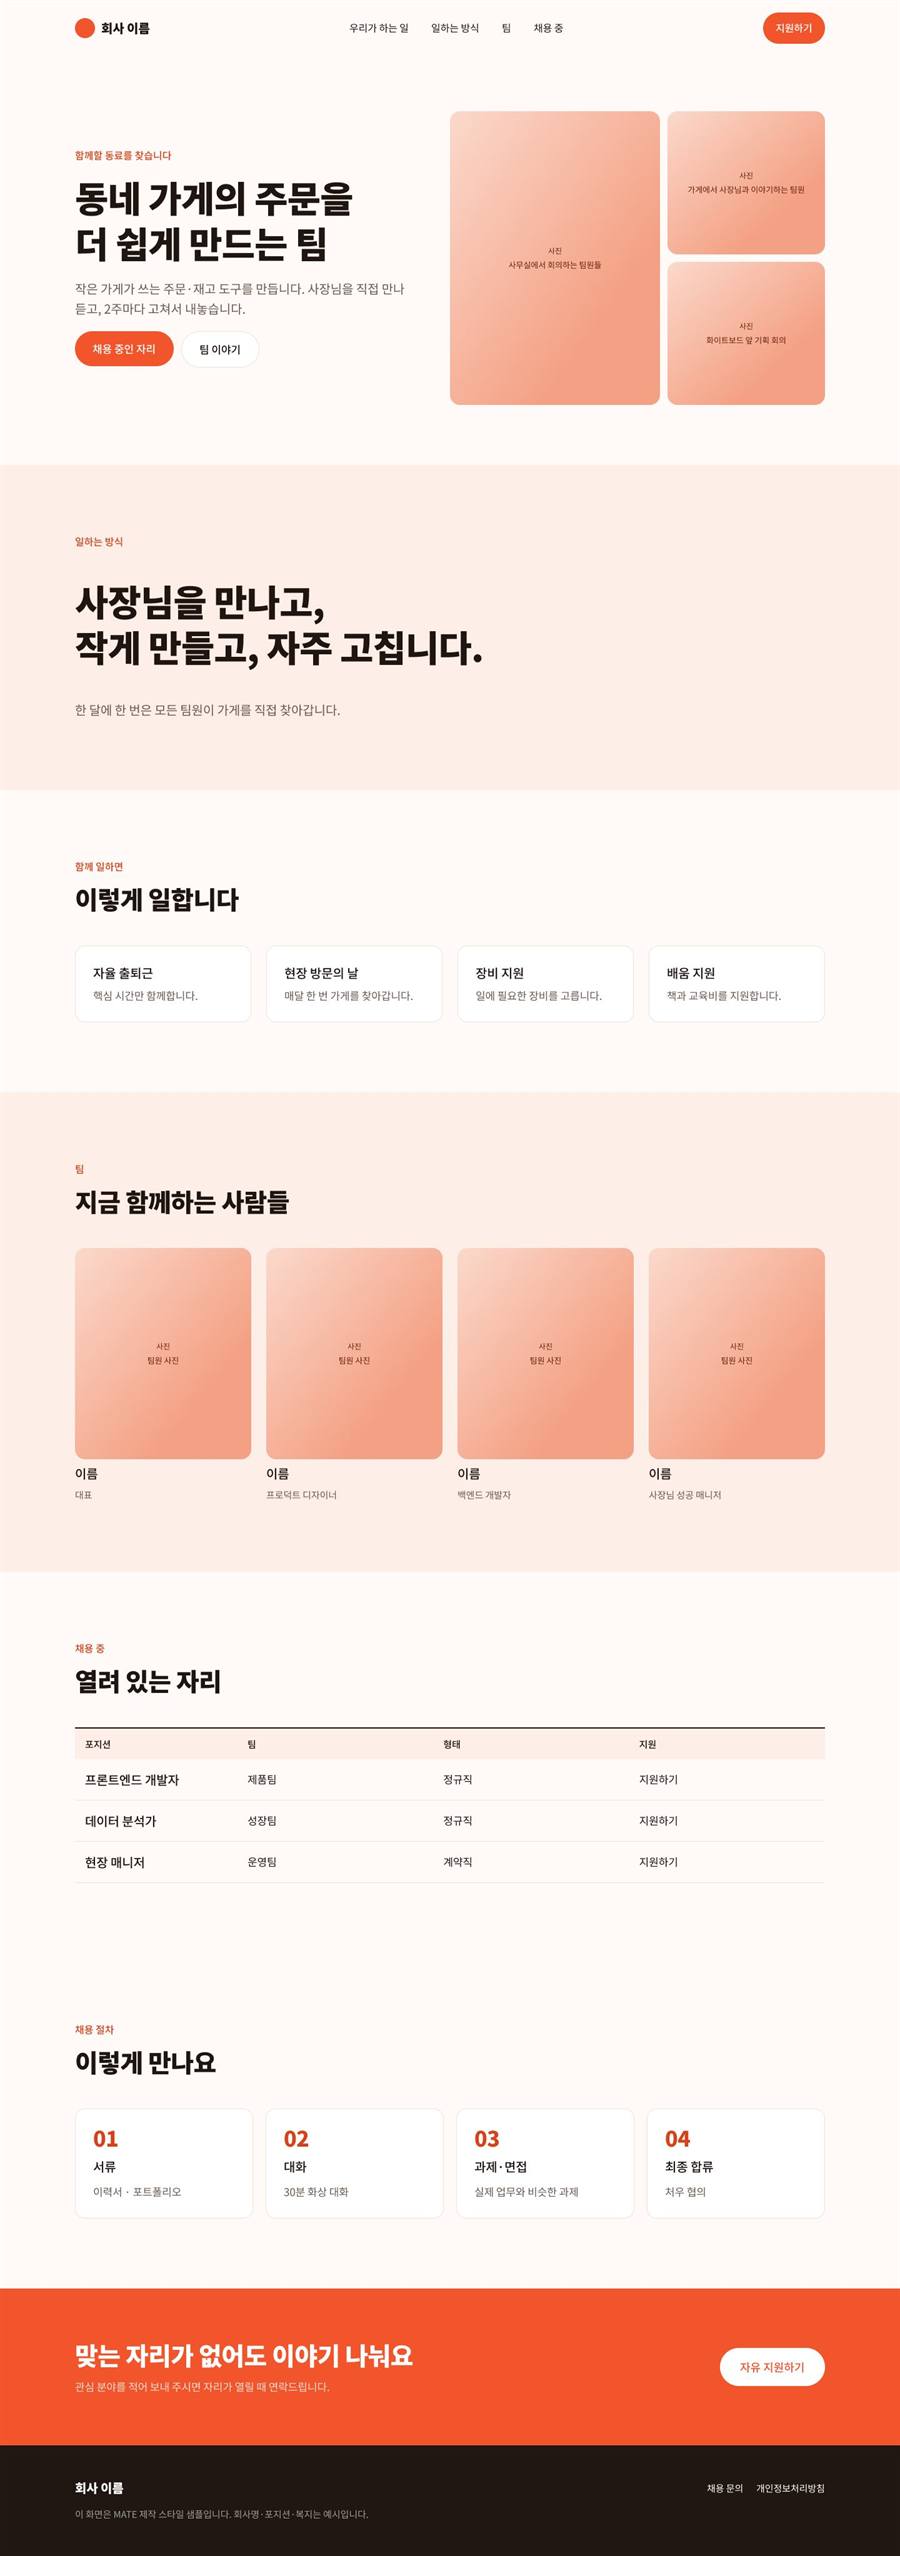 회사 이름
우리가 하는 일
일하는 방식
팀
채용 중
지원하기
함께할 동료를 찾습니다
동네 가게의 주문을
더 쉽게 만드는 팀
작은 가게가 쓰는 주문·재고 도구를 만듭니다. 사장님을 직접 만나
듣고, 2주마다 고쳐서 내놓습니다.
채용 중인 자리
팀 이야기
사진
사무실에서 회의하는 팀원들
사진
가게에서 사장님과 이야기하는 팀원
사진
화이트보드 앞 기획 회의
일하는 방식
사장님을 만나고,
작게 만들고, 자주 고칩니다.
한 달에 한 번은 모든 팀원이 가게를 직접 찾아갑니다.
함께 일하면
이렇게 일합니다
자율 출퇴근
핵심 시간만 함께합니다.
현장 방문의 날
매달 한 번 가게를 찾아갑니다.
장비 지원
일에 필요한 장비를 고릅니다.
배움 지원
책과 교육비를 지원합니다.
팀
지금 함께하는 사람들
사진
팀원 사진
사진
팀원 사진
사진
팀원 사진
사진
팀원 사진
이름
대표
이름
프로덕트 디자이너
이름
백엔드 개발자
이름
사장님 성공 매니저
채용 중
열려 있는 자리
포지션 팀 형태 지원
프론트엔드 개발자 제품팀 정규직 지원하기
데이터 분석가 성장팀 정규직 지원하기
현장 매니저 운영팀 계약직 지원하기
채용 절차
이렇게 만나요
01
서류
이력서 · 포트폴리오
02
대화
30분 화상 대화
03
과제·면접
실제 업무와 비슷한 과제
04
최종 합류
처우 협의
맞는 자리가 없어도 이야기 나눠요
관심 분야를 적어 보내 주시면 자리가 열릴 때 연락드립니다.
자유 지원하기
회사 이름
이 화면은 MATE 제작 스타일 샘플입니다. 회사명·포지션·복지는 예시입니다.
채용 문의
개인정보처리방침